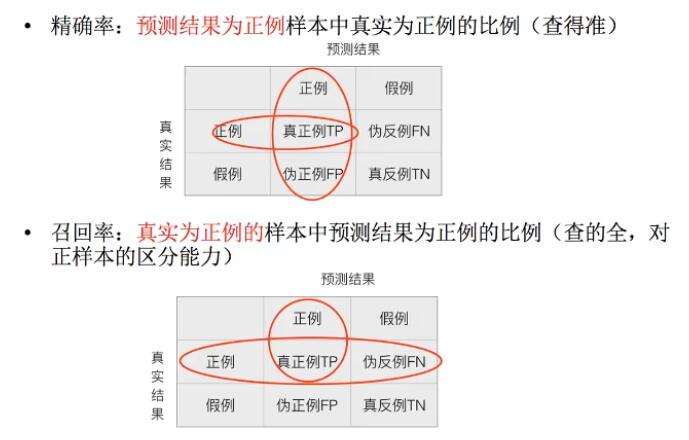 • 精确率：预测结果为正例样本中真实为正例的比例（查得准）
预测结果
正例 假例
真实结果
正例 真正例TP 伪反例FN
假例 伪正例FP 真反例TN
• 召回率：真实为正例的样本中预测结果为正例的比例（查的全，对
正样本的区分能力）
预测结果
正例 假例
真实结果
正例 真正例TP 伪反例FN
假例 伪正例FP 真反例TN